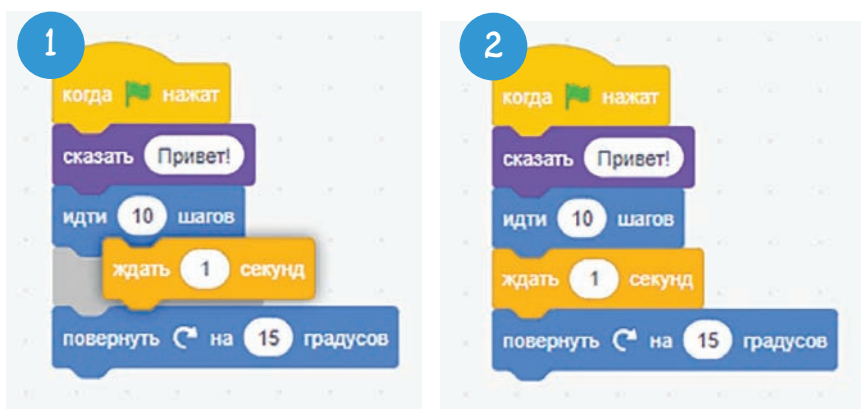 1
когда нажат
сказать Привет!
идти 10 шагов
ждать 1 секунд
повернуть на 15 градусов
2
когда нажат
сказать Привет!
идти 10 шагов
ждать 1 секунд
повернуть на 15 градусов